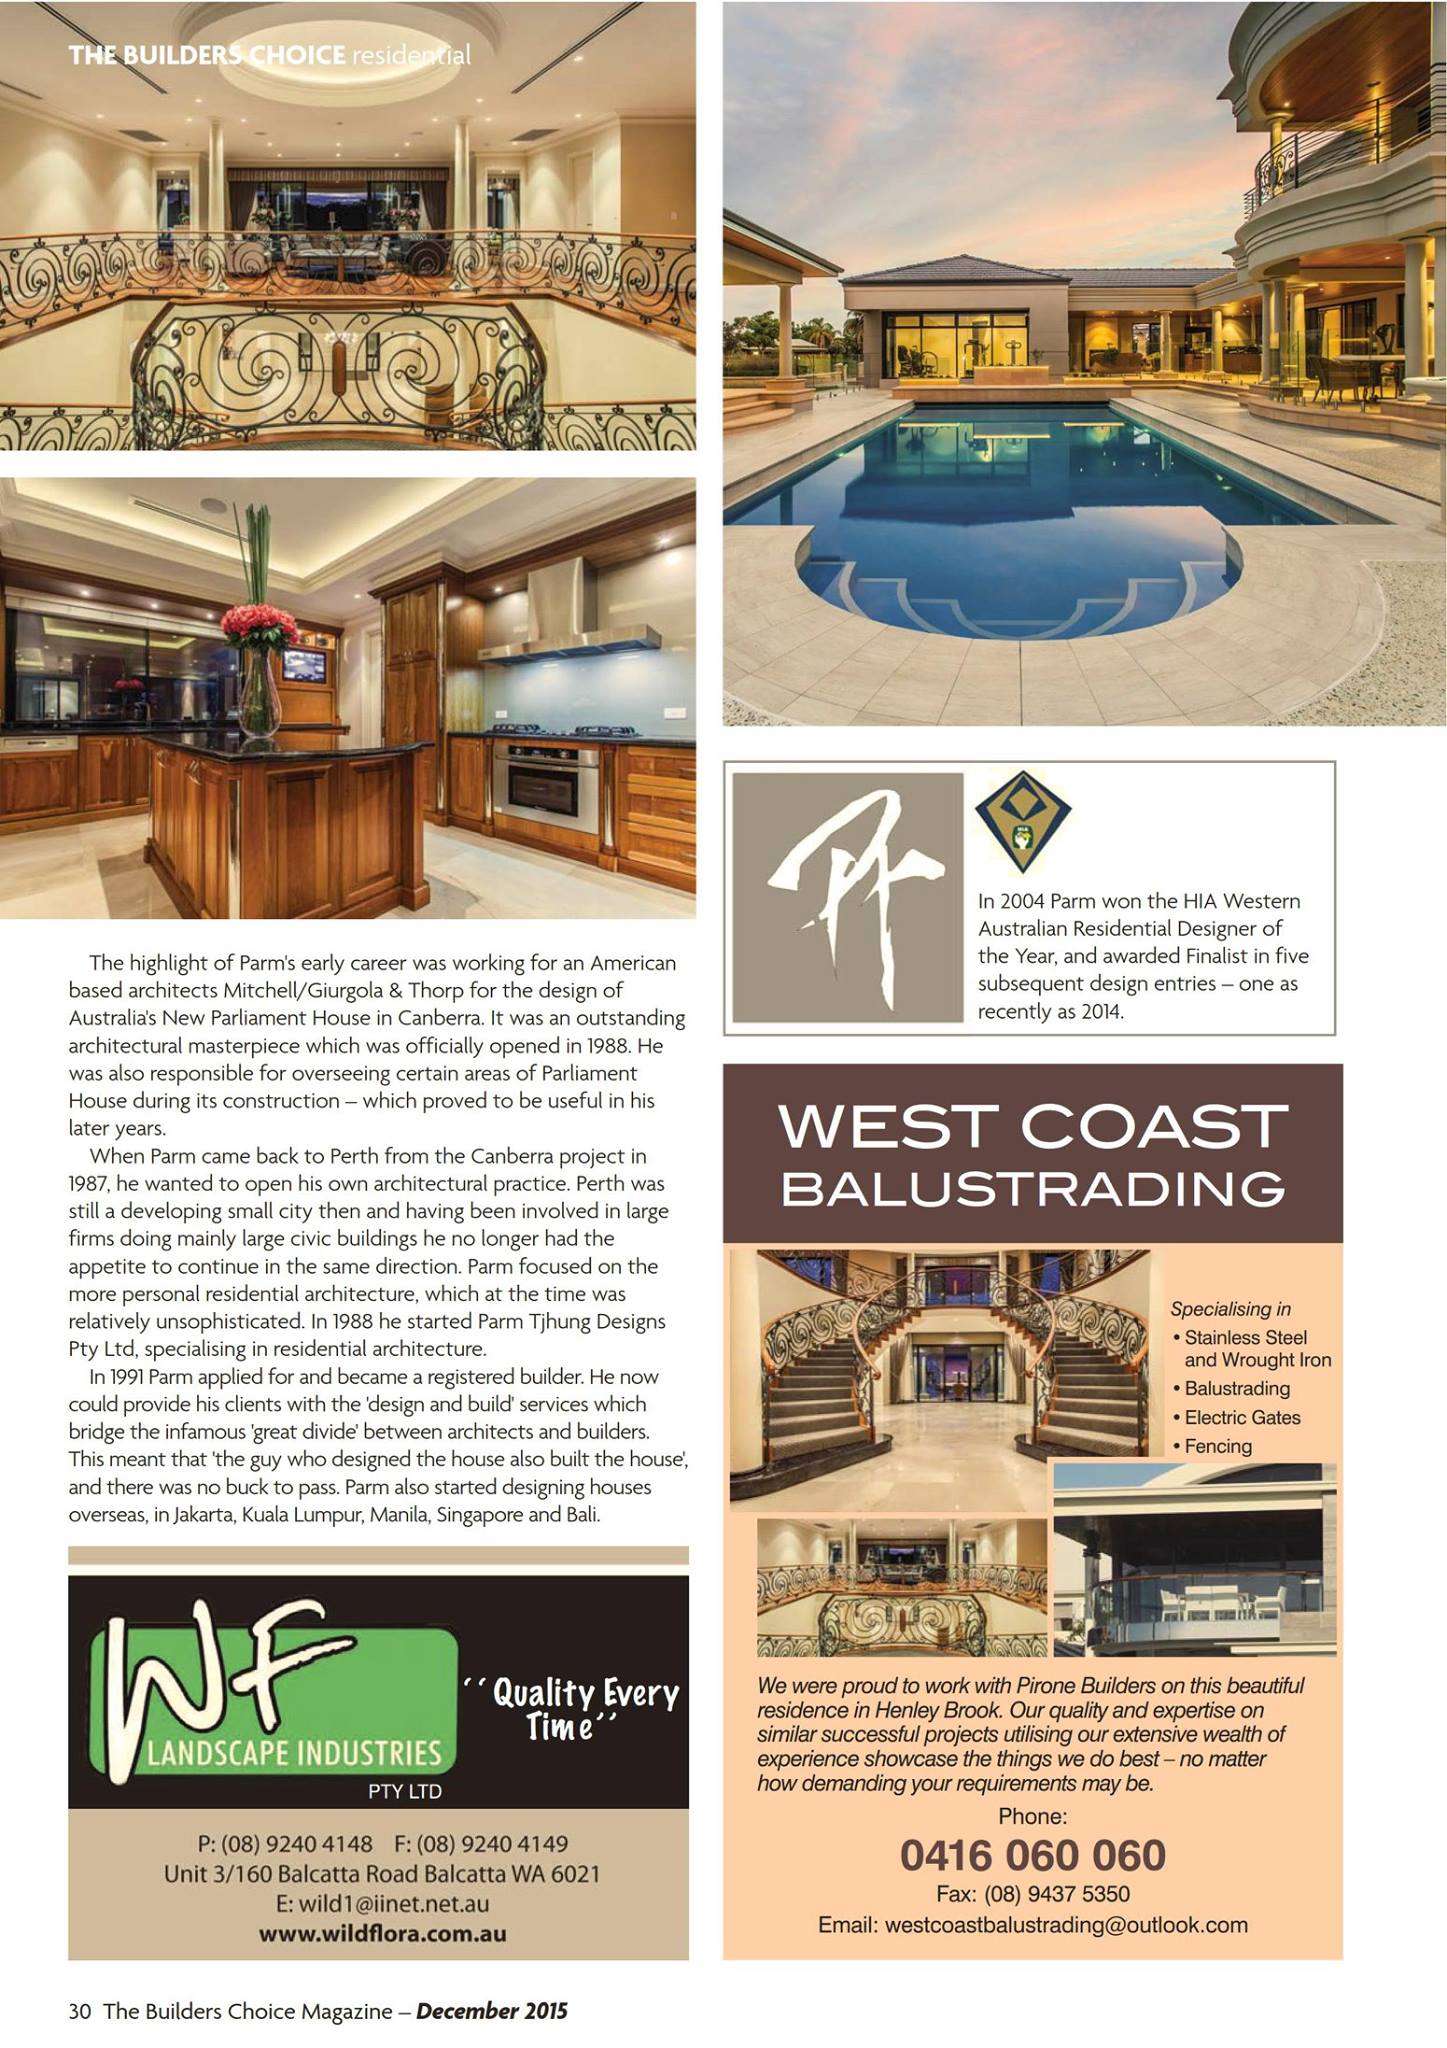 THE BUILDERS CHOICE residential
The highlight of Parm's early career was working for an American
based architects Mitchell/Giurgola & Thorp for the design of
Australia's New Parliament House in Canberra. It was an outstanding
architectural masterpiece which was officially opened in 1988. He
was also responsible for overseeing certain areas of Parliament
House during its construction – which proved to be useful in his
later years.
When Parm came back to Perth from the Canberra project in
1987, he wanted to open his own architectural practice. Perth was
still a developing small city then and having been involved in large
firms doing mainly large civic buildings he no longer had the
appetite to continue in the same direction. Parm focused on the
more personal residential architecture, which at the time was
relatively unsophisticated. In 1988 he started Parm Tjhung Designs
Pty Ltd, specialising in residential architecture.
In 1991 Parm applied for and became a registered builder. He now
could provide his clients with the 'design and build' services which
bridge the infamous 'great divide' between architects and builders.
This meant that 'the guy who designed the house also built the house',
and there was no buck to pass. Parm also started designing houses
overseas, in Jakarta, Kuala Lumpur, Manila, Singapore and Bali.
WF
LANDSCAPE INDUSTRIES
PTY LTD
''Quality Every
Time''
P: (08) 9240 4148 F: (08) 9240 4149
Unit 3/160 Balcatta Road Balcatta WA 6021
E: wild1@iinet.net.au
www.wildflora.com.au
HIA
In 2004 Parm won the HIA Western
Australian Residential Designer of
the Year, and awarded Finalist in five
subsequent design entries – one as
recently as 2014.
WEST COAST
BALUSTRADING
Specialising in
• Stainless Steel
and Wrought Iron
• Balustrading
• Electric Gates
• Fencing
We were proud to work with Pirone Builders on this beautiful
residence in Henley Brook. Our quality and expertise on
similar successful projects utilising our extensive wealth of
experience showcase the things we do best – no matter
how demanding your requirements may be.
Phone:
0416 060 060
Fax: (08) 9437 5350
Email: westcoastbalustrading@outlook.com
30 The Builders Choice Magazine – December 2015